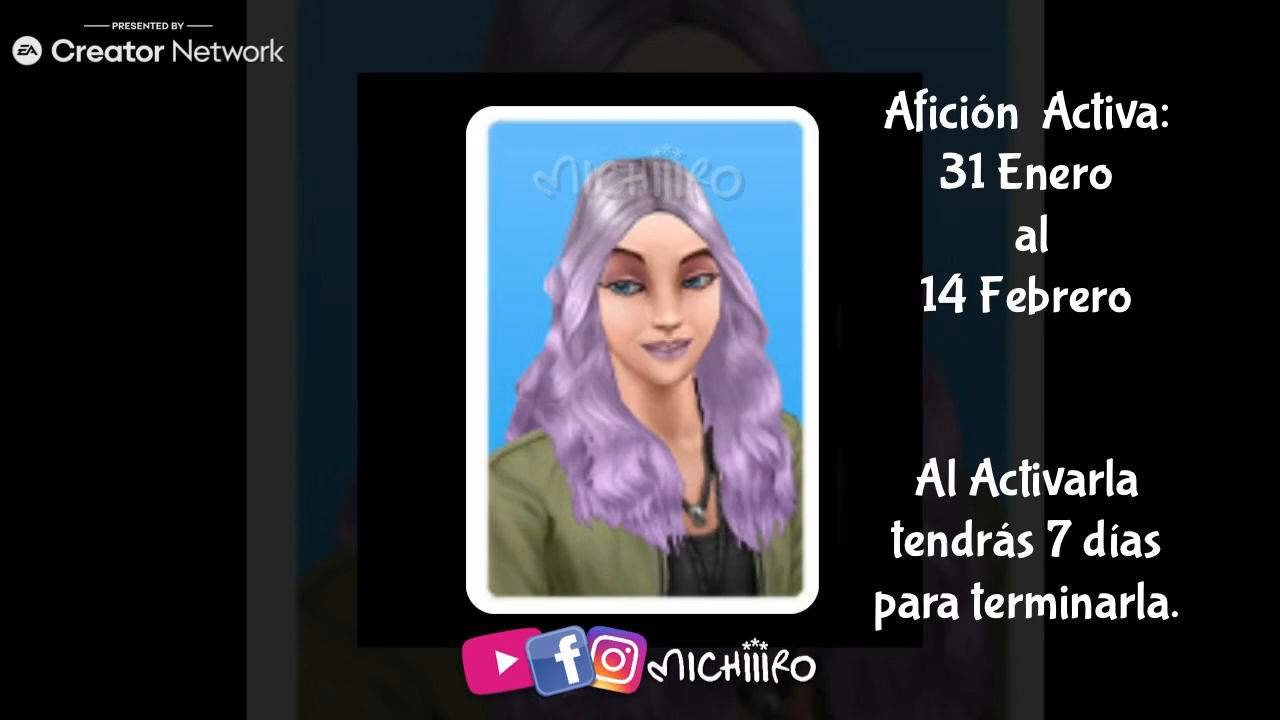 PRESENTED BY
EA Creator Network
MICHIIIRO
Afición Activa:
31 Enero
al
14 Febrero
Al Activarla
tendrás 7 días
para terminarla.
MICHIIIRO